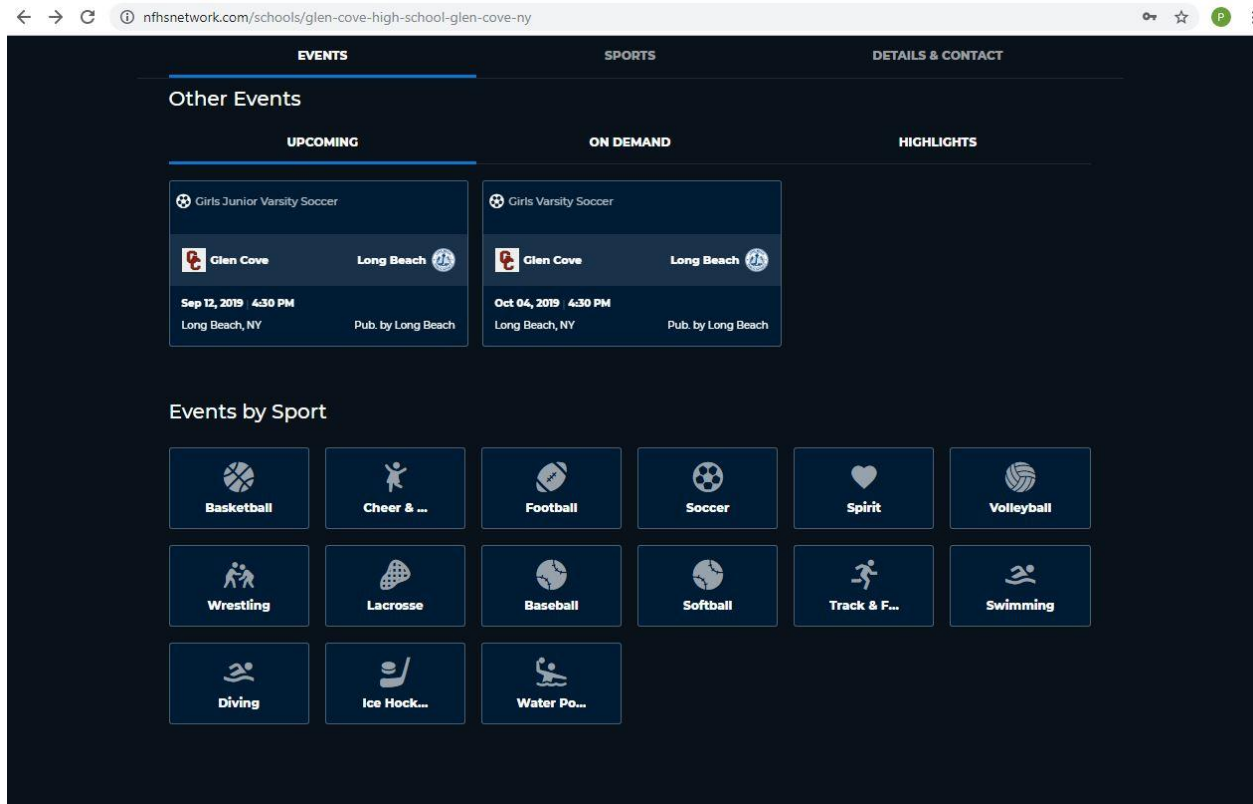 nfhsnetwork.com/schools/glen-cove-high-school-glen-cove-ny
P
EVENTS SPORTS DETAILS & CONTACT
Other Events
UPCOMING ON DEMAND HIGHLIGHTS
Girls Junior Varsity Soccer
GC Glen Cove Long Beach
Sep 12, 2019 | 4:30 PM
Long Beach, NY Pub. by Long Beach
Girls Varsity Soccer
GC Glen Cove Long Beach
Oct 04, 2019 | 4:30 PM
Long Beach, NY Pub. by Long Beach
Events by Sport
Basketball Cheer & ... Football Soccer Spirit Volleyball
Wrestling Lacrosse Baseball Softball Track & F... Swimming
Diving Ice Hock... Water Po...